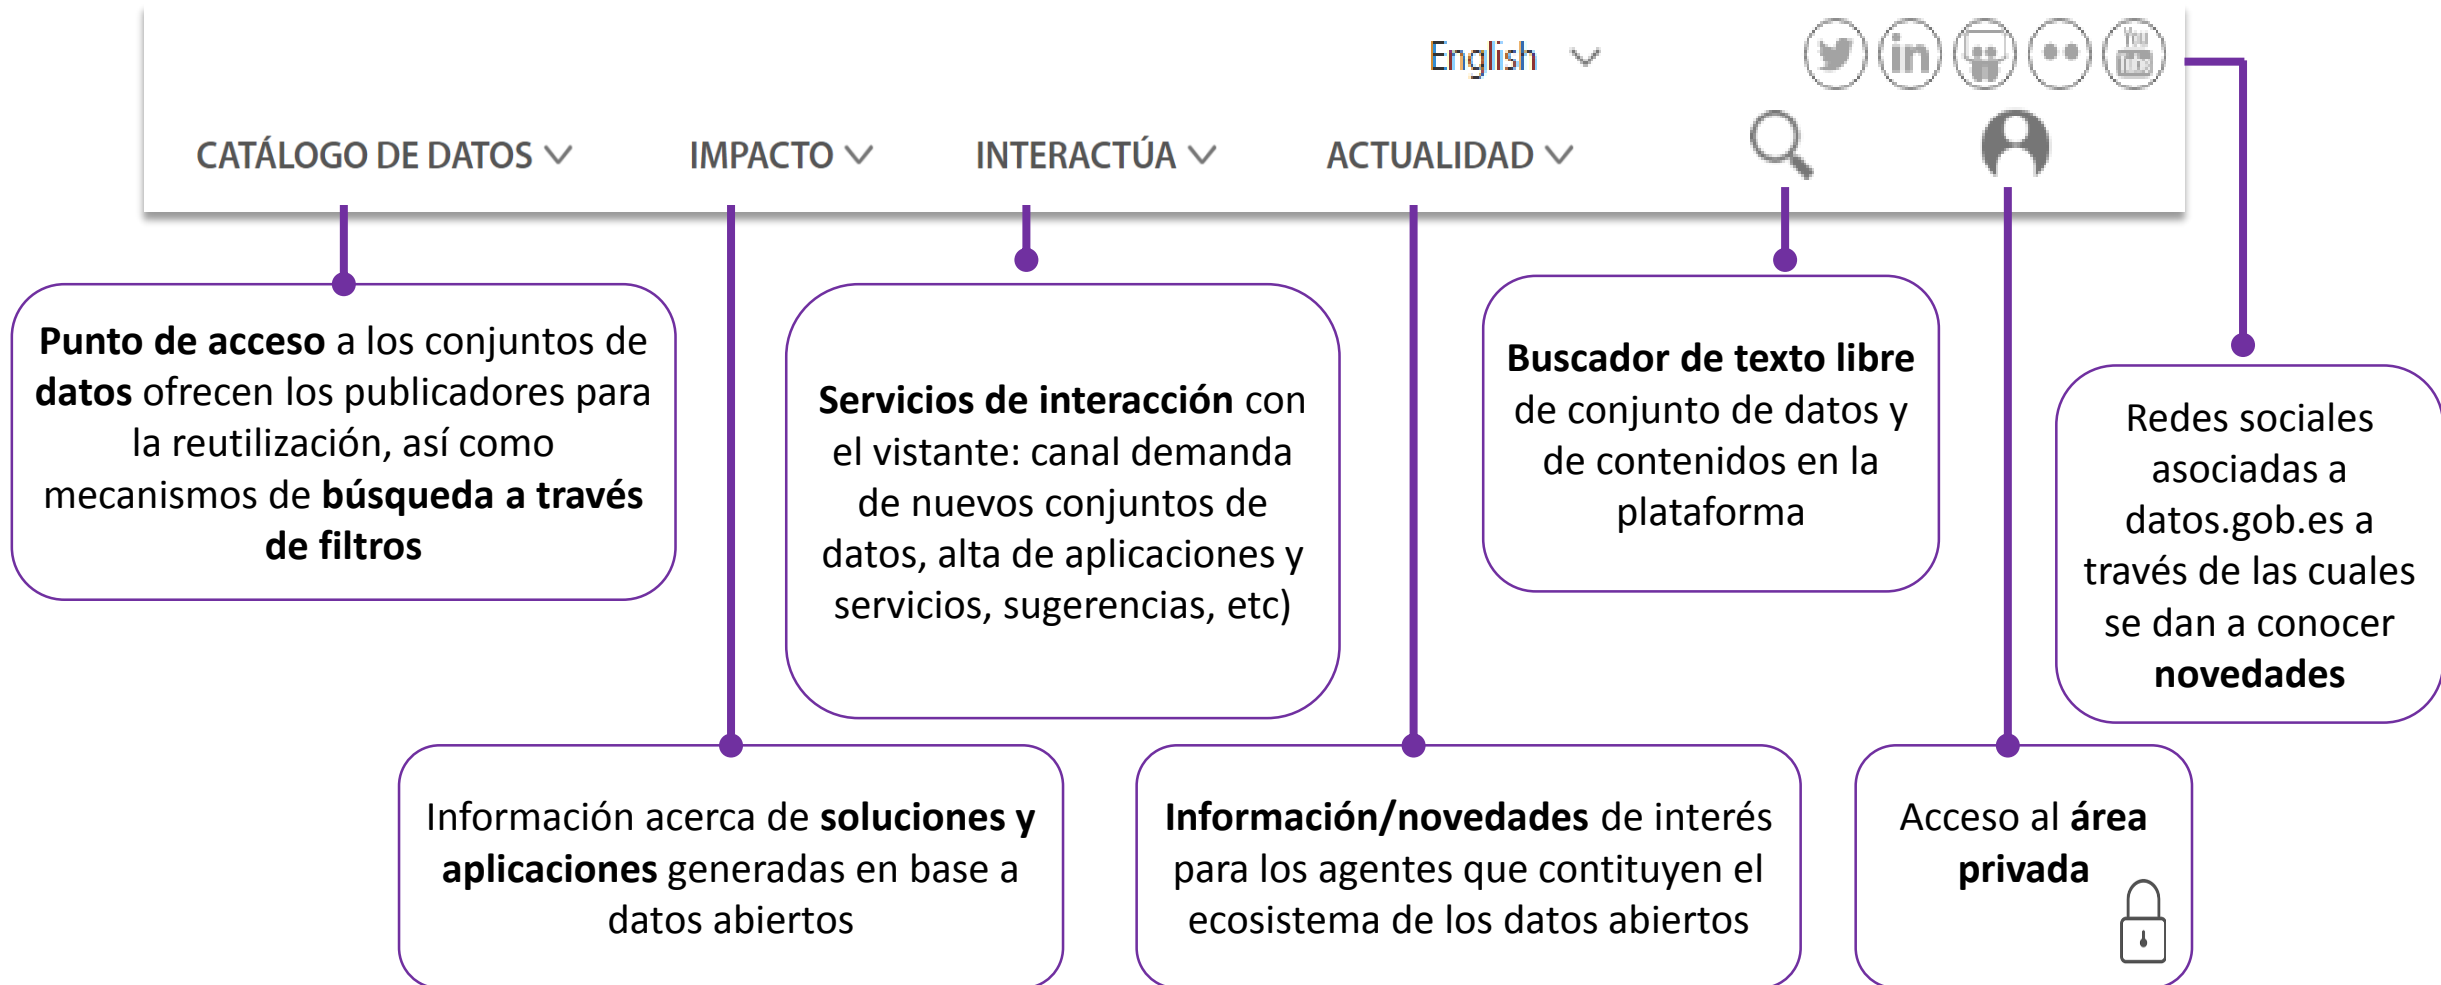 English
You
Tube
CATÁLOGO DE DATOS
IMPACTO
INTERACTÚA
ACTUALIDAD
Punto de acceso a los conjuntos de
datos ofrecen los publicadores para
la reutilización, así como
mecanismos de búsqueda a través
de filtros
Servicios de interacción con
el vistante: canal demanda
de nuevos conjuntos de
datos, alta de aplicaciones y
servicios, sugerencias, etc)
Buscador de texto libre
de conjunto de datos y
de contenidos en la
plataforma
Redes sociales
asociadas a
datos.gob.es a
través de las cuales
se dan a conocer
novedades
Información acerca de soluciones y
aplicaciones generadas en base a
datos abiertos
Información/novedades de interés
para los agentes que contituyen el
ecosistema de los datos abiertos
Acceso al área
privada